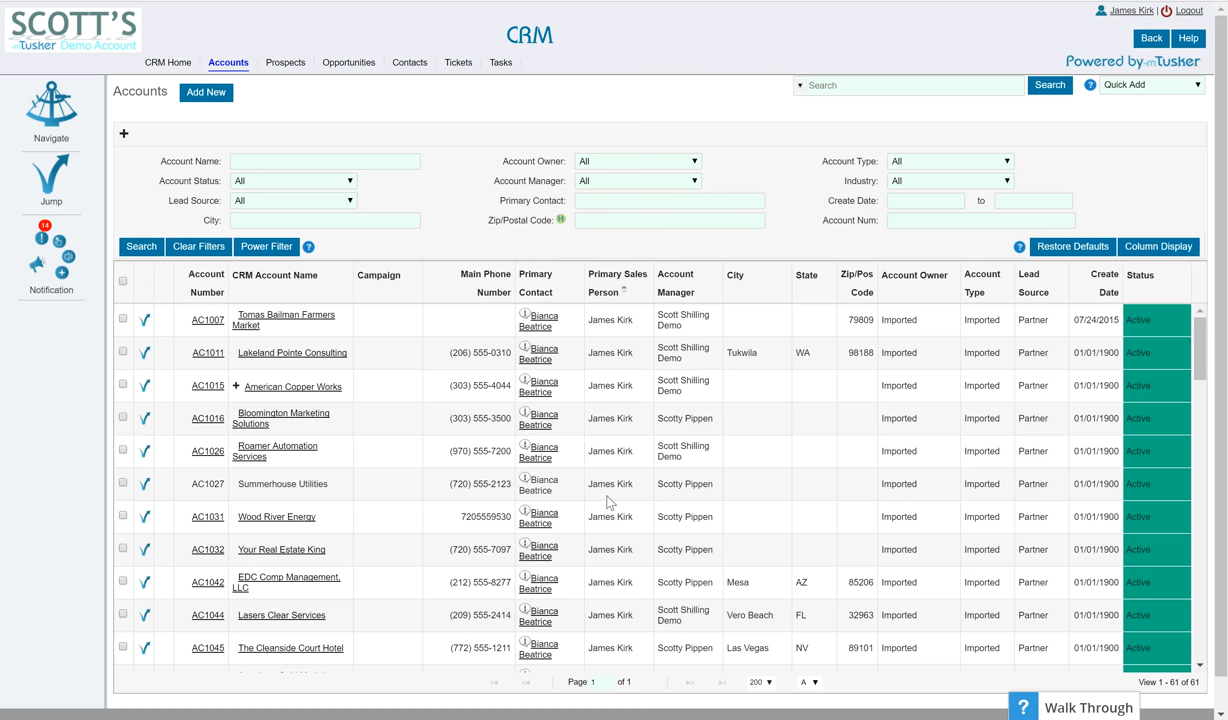 SCOTT'S
mTusker Demo Account
CRM
James Kirk | Logout
Back Help
Powered by mTusker
CRM Home Accounts Prospects Opportunities Contacts Tickets Tasks
Accounts Add New
Search Search ? Quick Add
Navigate
Jump
14
Notification
+
Account Name: Account Owner: All Account Type: All
Account Status: All Account Manager: All Industry: All
Lead Source: All Primary Contact: Create Date: to
City: Zip/Postal Code: H Account Num:
Search Clear Filters Power Filter ? ? Restore Defaults Column Display
Account Number CRM Account Name Campaign Main Phone Number Primary Contact Primary Sales Person Account Manager City State Zip/Pos Code Account Owner Account Type Lead Source Create Date Status
AC1007 Tomas Bailman Farmers Market Bianca Beatrice James Kirk Scott Shilling Demo 79809 Imported Imported Partner 07/24/2015 Active
AC1011 Lakeland Pointe Consulting (206) 555-0310 Bianca Beatrice James Kirk Scott Shilling Demo Tukwila WA 98188 Imported Imported Partner 01/01/1900 Active
AC1015 + American Copper Works (303) 555-4044 Bianca Beatrice James Kirk Scott Shilling Demo Imported Imported Partner 01/01/1900 Active
AC1016 Bloomington Marketing Solutions (303) 555-3500 Bianca Beatrice James Kirk Scotty Pippen Imported Imported Partner 01/01/1900 Active
AC1026 Roamer Automation Services (970) 555-7200 Bianca Beatrice James Kirk Scott Shilling Demo Imported Imported Partner 01/01/1900 Active
AC1027 Summerhouse Utilities (720) 555-2123 Bianca Beatrice James Kirk Scotty Pippen Imported Imported Partner 01/01/1900 Active
AC1031 Wood River Energy 7205559530 Bianca Beatrice James Kirk Scotty Pippen Imported Imported Partner 01/01/1900 Active
AC1032 Your Real Estate King (720) 555-7097 Bianca Beatrice James Kirk Scotty Pippen Imported Imported Partner 01/01/1900 Active
AC1042 EDC Comp Management, LLC (212) 555-8277 Bianca Beatrice James Kirk Scotty Pippen Mesa AZ 85206 Imported Imported Partner 01/01/1900 Active
AC1044 Lasers Clear Services (209) 555-2414 Bianca Beatrice James Kirk Scott Shilling Demo Vero Beach FL 32963 Imported Imported Partner 01/01/1900 Active
AC1045 The Cleanside Court Hotel (772) 555-1211 Bianca Beatrice James Kirk Scotty Pippen Las Vegas NV 89101 Imported Imported Partner 01/01/1900 Active
Page 1 of 1 200 A View 1 - 61 of 61
? Walk Through